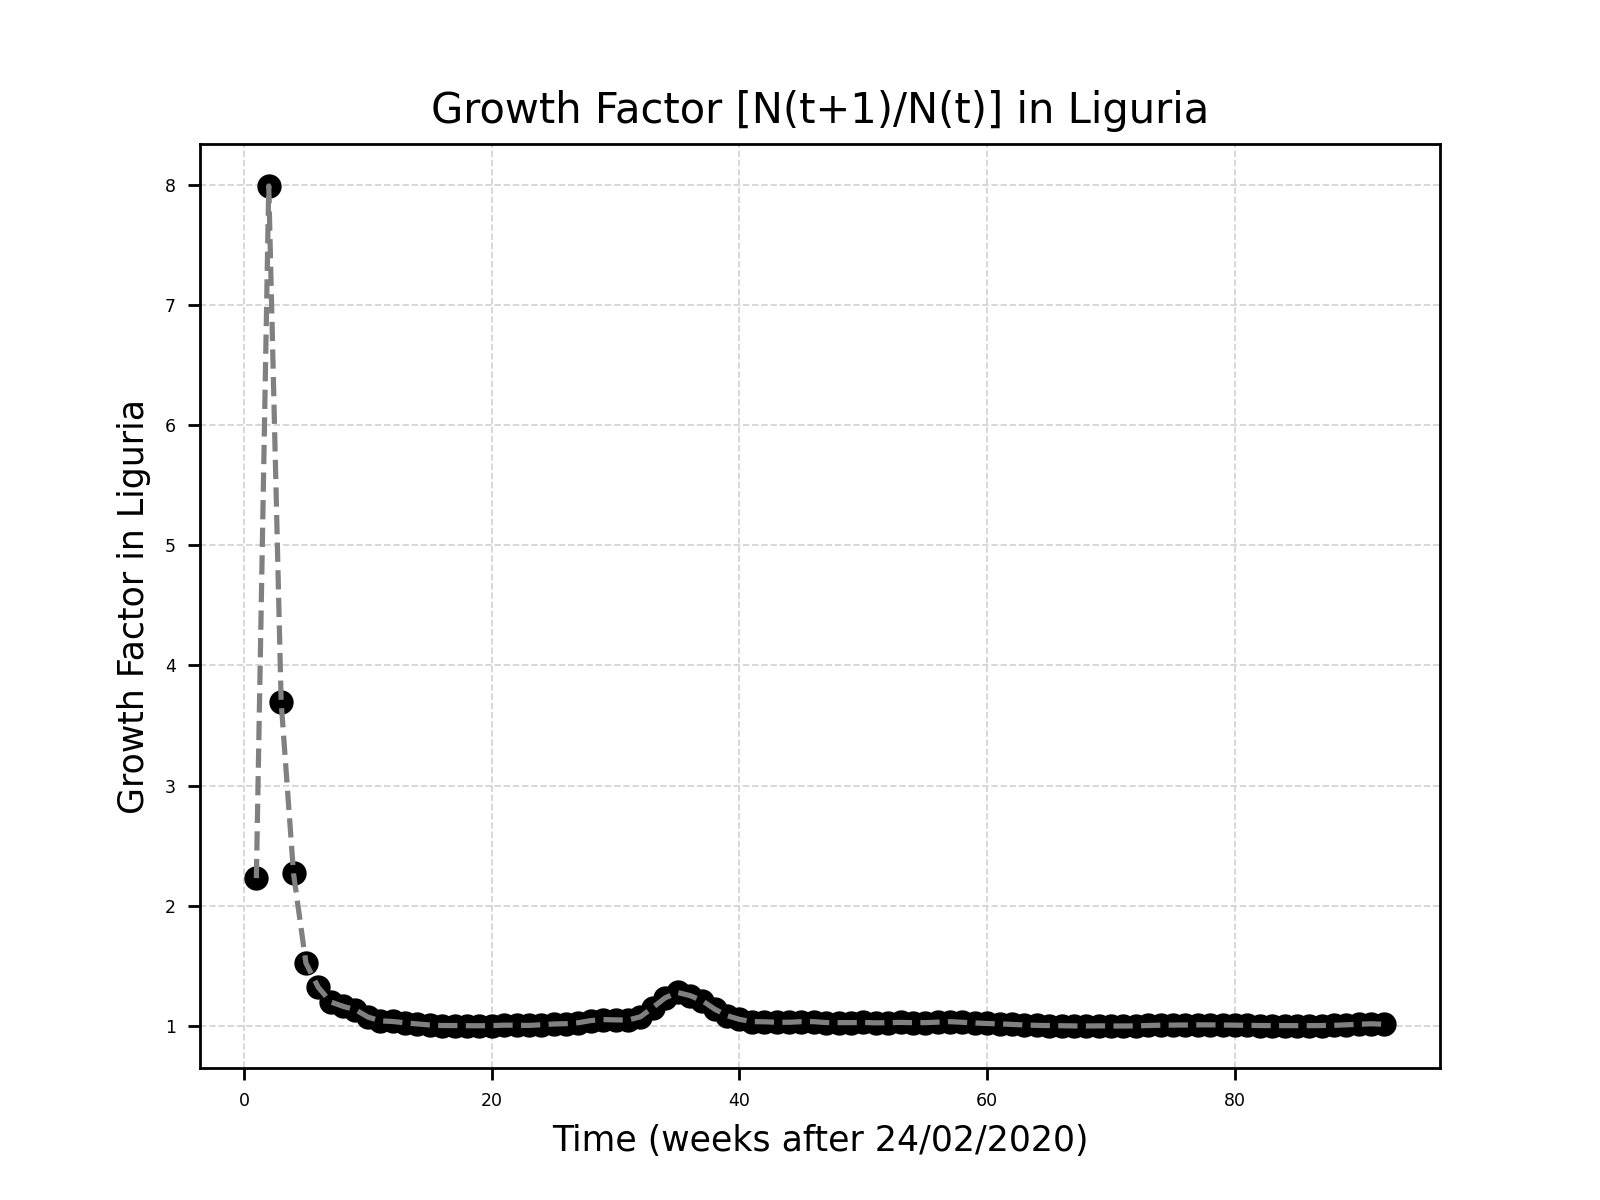 Growth Factor [N(t+1)/N(t)] in Liguria
8
7
6
5
4
3
2
1
Growth Factor in Liguria
0 20 40 60 80
Time (weeks after 24/02/2020)